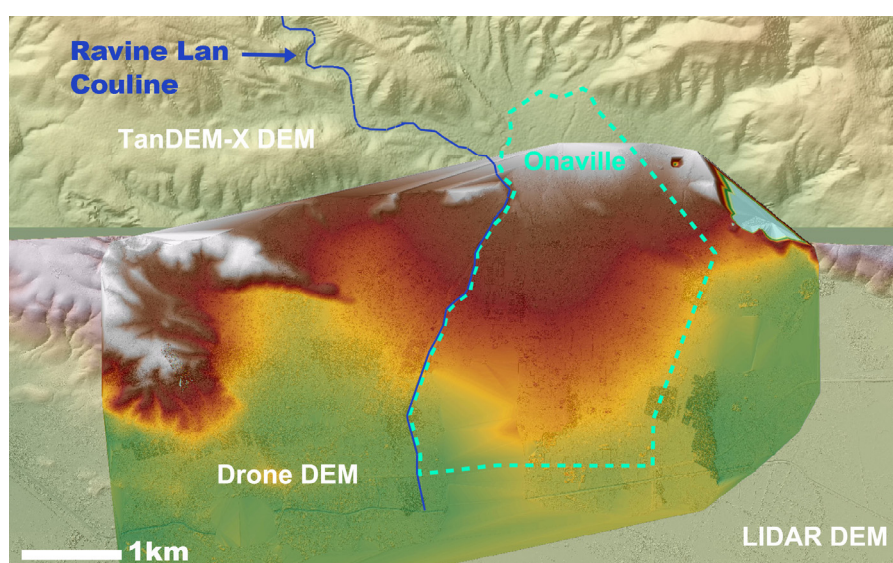 Ravine Lan
Couline
TanDEM-X DEM
Onaville
Drone DEM
LIDAR DEM
1km